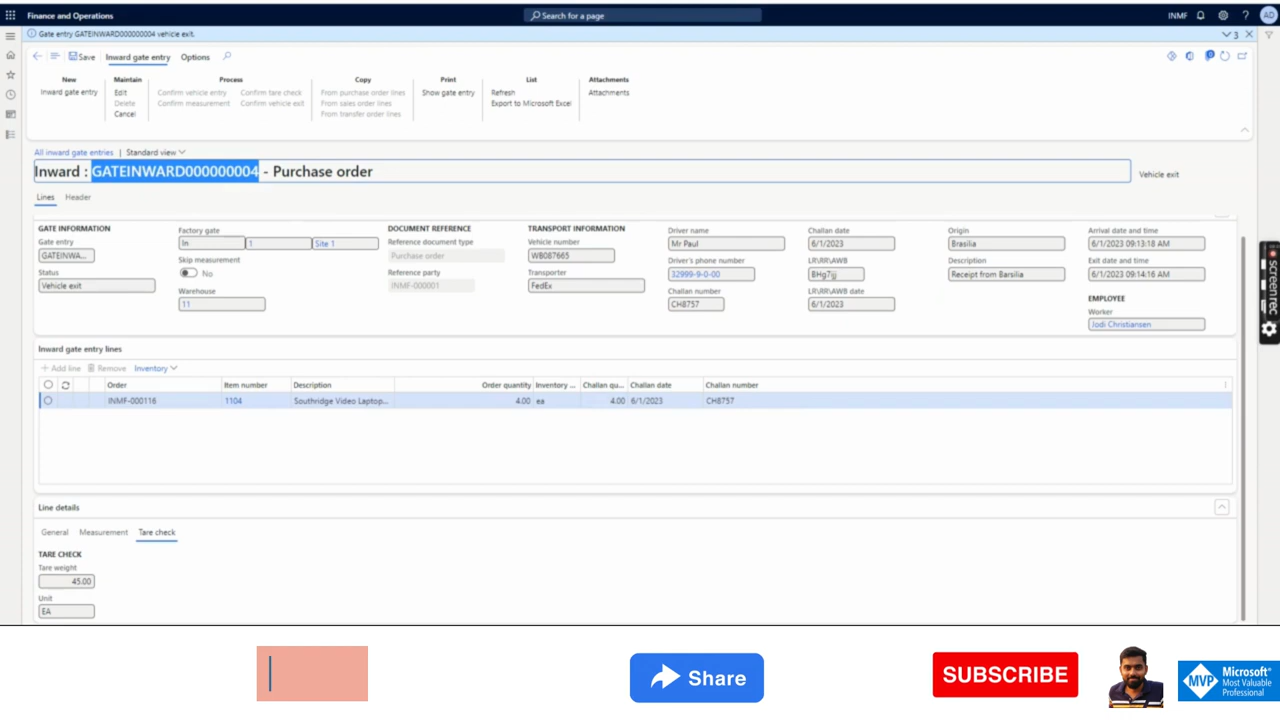 Finance and Operations
Search for a page
INMF
?
AD
Gate entry GATEINWARD000000004 vehicle exit.
3
Save
Inward gate entry
Options
New
Maintain
Process
Copy
Print
List
Attachments
Inward gate entry
Edit
Confirm vehicle entry
Confirm tare check
From purchase order lines
Show gate entry
Refresh
Attachments
Delete
Confirm measurement
Confirm vehicle exit
From sales order lines
Export to Microsoft Excel
Cancel
From transfer order lines
All inward gate entries | Standard view
Inward : GATEINWARD000000004 - Purchase order
Vehicle exit
Lines
Header
GATE INFORMATION
Gate entry
GATEINWA...
Status
Vehicle exit
Factory gate
In
1
Site 1
Skip measurement
No
Warehouse
11
DOCUMENT REFERENCE
Reference document type
Purchase order
Reference party
INMF-000001
TRANSPORT INFORMATION
Vehicle number
WB087665
Transporter
FedEx
Driver name
Mr Paul
Driver's phone number
32999-9-0-00
Challan number
CH8757
Challan date
6/1/2023
LR\RR\AWB
BHg7ijj
LR\RR\AWB date
6/1/2023
Origin
Brasilia
Description
Receipt from Barsilia
Arrival date and time
6/1/2023 09:13:18 AM
Exit date and time
6/1/2023 09:14:16 AM
EMPLOYEE
Worker
Jodi Christiansen
Inward gate entry lines
+ Add line
Remove
Inventory
Order
Item number
Description
Order quantity
Inventory ...
Challan qu...
Challan date
Challan number
INMF-000116
1104
Southridge Video Laptop...
4.00
ea
4.00
6/1/2023
CH8757
Line details
General
Measurement
Tare check
TARE CHECK
Tare weight
45.00
Unit
EA
screenrec
Share
SUBSCRIBE
MVP
Microsoft®
Most Valuable
Professional